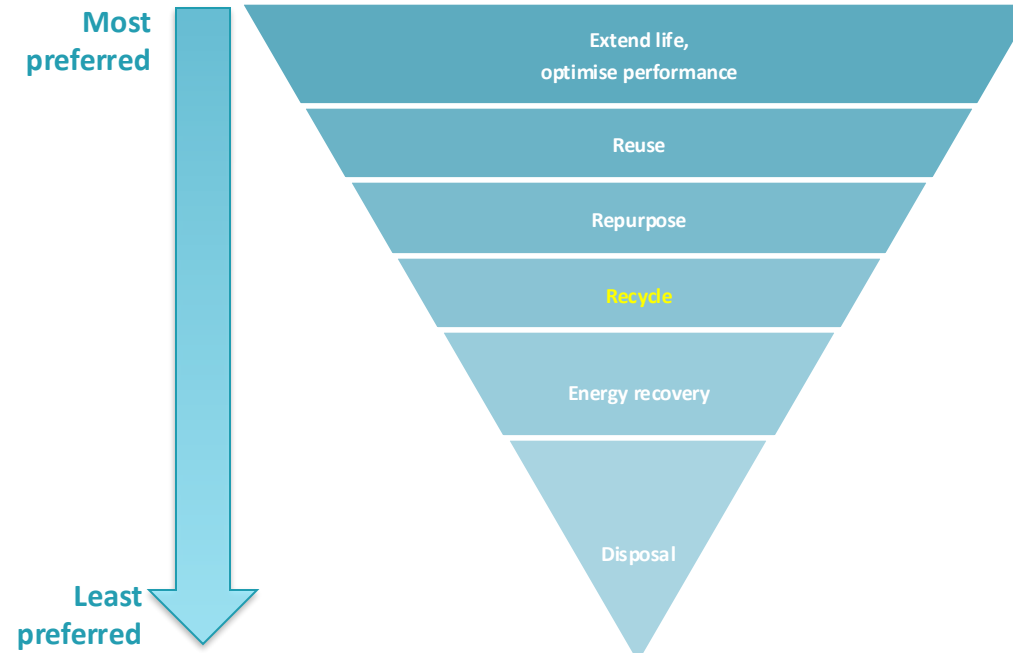 Most
preferred
Extend life,
optimise performance
Reuse
Repurpose
Recycle
Energy recovery
Disposal
Least
preferred